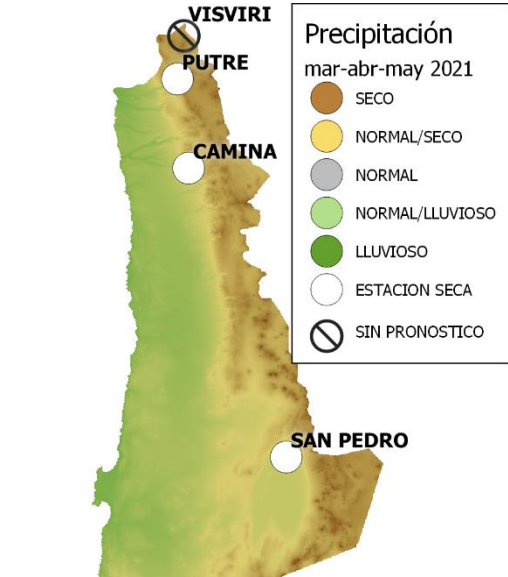 VISVIRI
PUTRE
CAMINA
SAN PEDRO
Precipitación
mar-abr-may 2021
SECO
NORMAL/SECO
NORMAL
NORMAL/LLUVIOSO
LLUVIOSO
ESTACION SECA
SIN PRONOSTICO